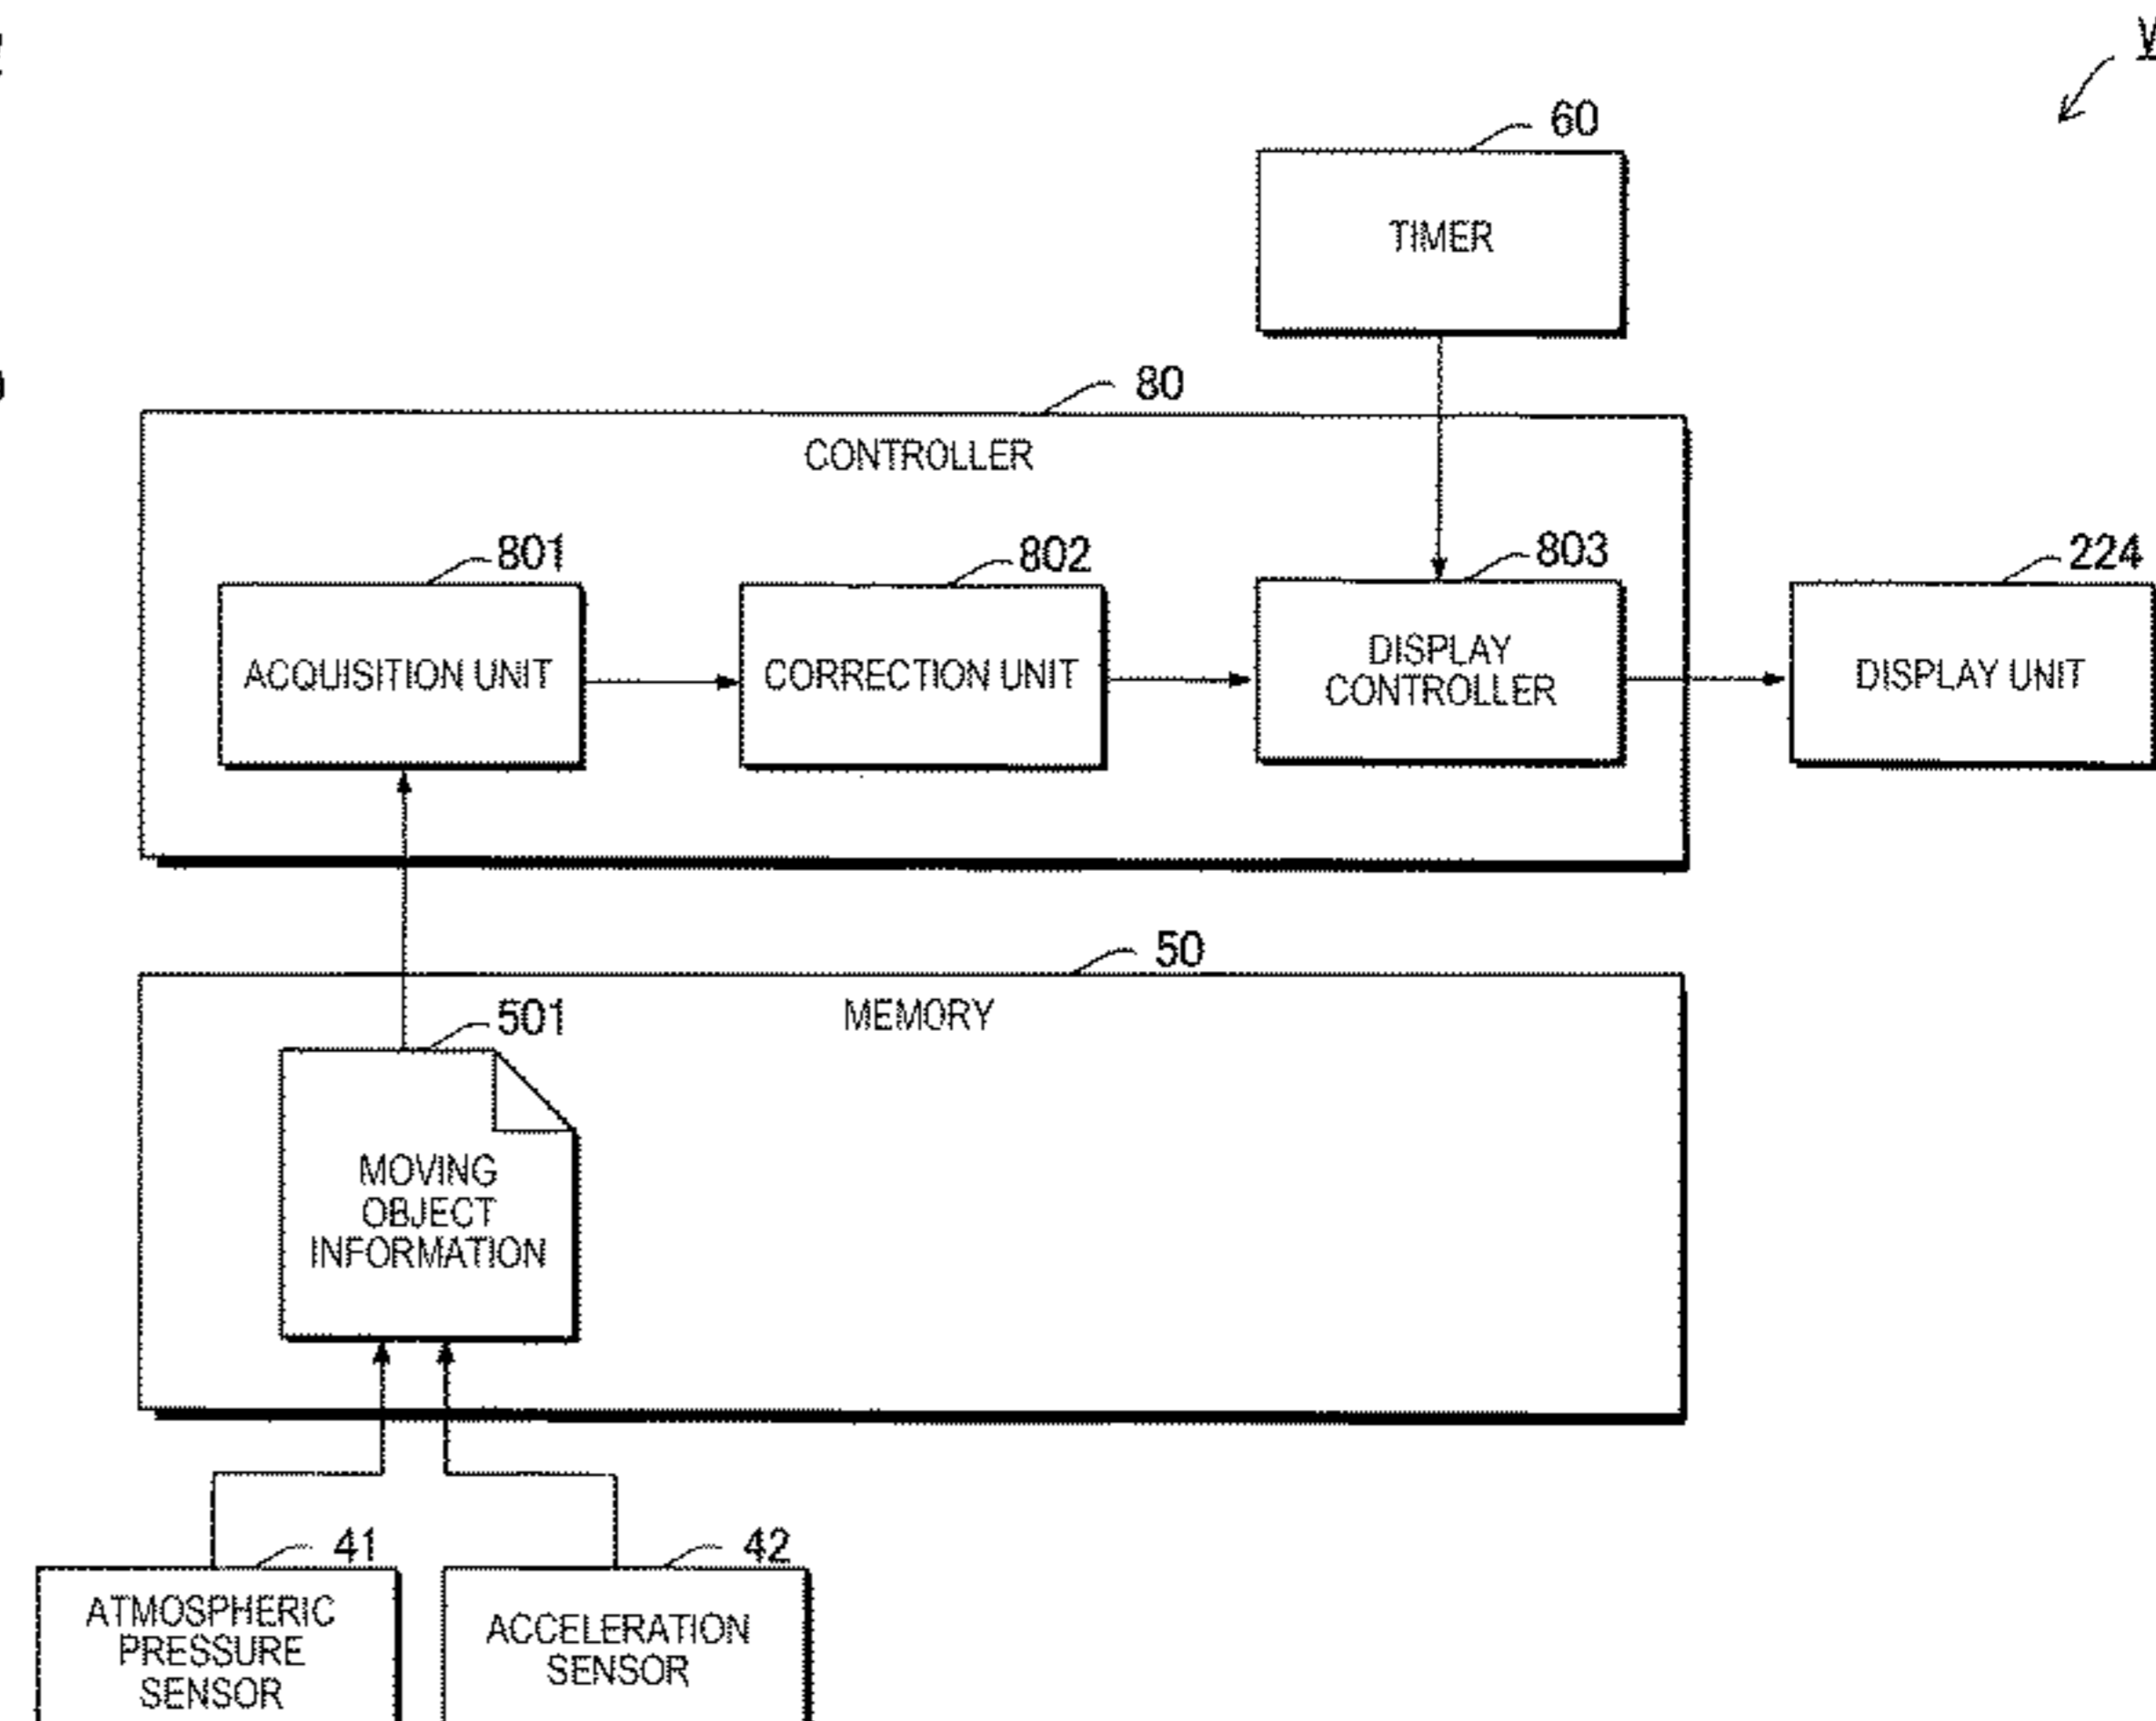 60
TIMER
80
CONTROLLER
801
802
803
224
ACQUISITION UNIT
CORRECTION UNIT
DISPLAY
CONTROLLER
DISPLAY UNIT
50
MEMORY
501
MOVING
OBJECT
INFORMATION
41
42
ATMOSPHERIC
PRESSURE
SENSOR
ACCELERATION
SENSOR